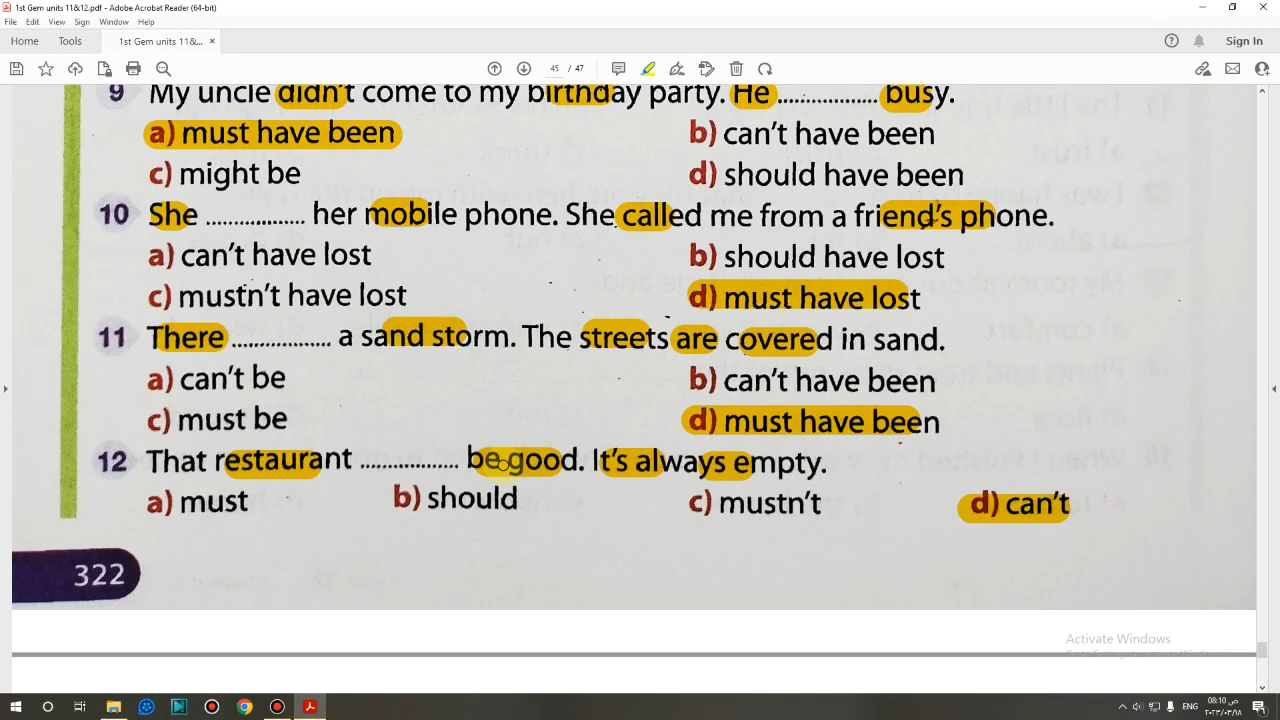 1st Gem units 11&12.pdf - Adobe Acrobat Reader (64-bit)
File Edit View Sign Window Help
Home Tools 1st Gem units 11&... × Sign In
45 / 47
9 My uncle didn't come to my birthday party. He .................. busy.
a) must have been b) can't have been
c) might be d) should have been
10 She .................. her mobile phone. She called me from a friend's phone.
a) can't have lost b) should have lost
c) mustn't have lost d) must have lost
11 There .................. a sand storm. The streets are covered in sand.
a) can't be b) can't have been
c) must be d) must have been
12 That restaurant .................. be good. It's always empty.
a) must b) should c) mustn't d) can't
322
Activate Windows
ENG 08:10 ص
٢٠٢٣/٠٣/١٨